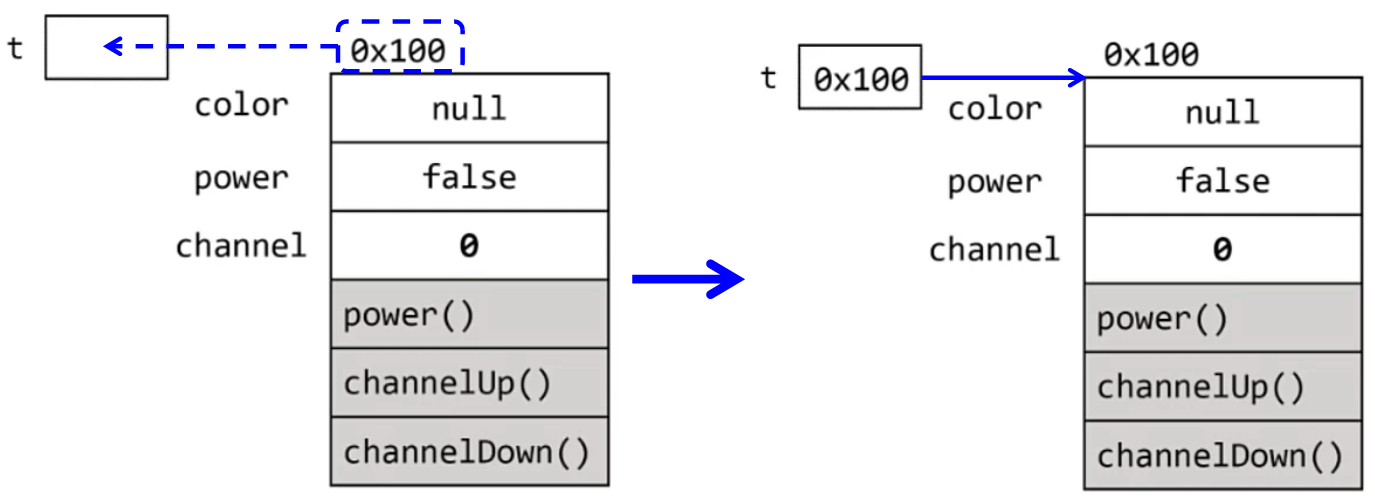 t
0x100
color
null
power
false
channel
0
power()
channelUp()
channelDown()
t
0x100
0x100
color
null
power
false
channel
0
power()
channelUp()
channelDown()